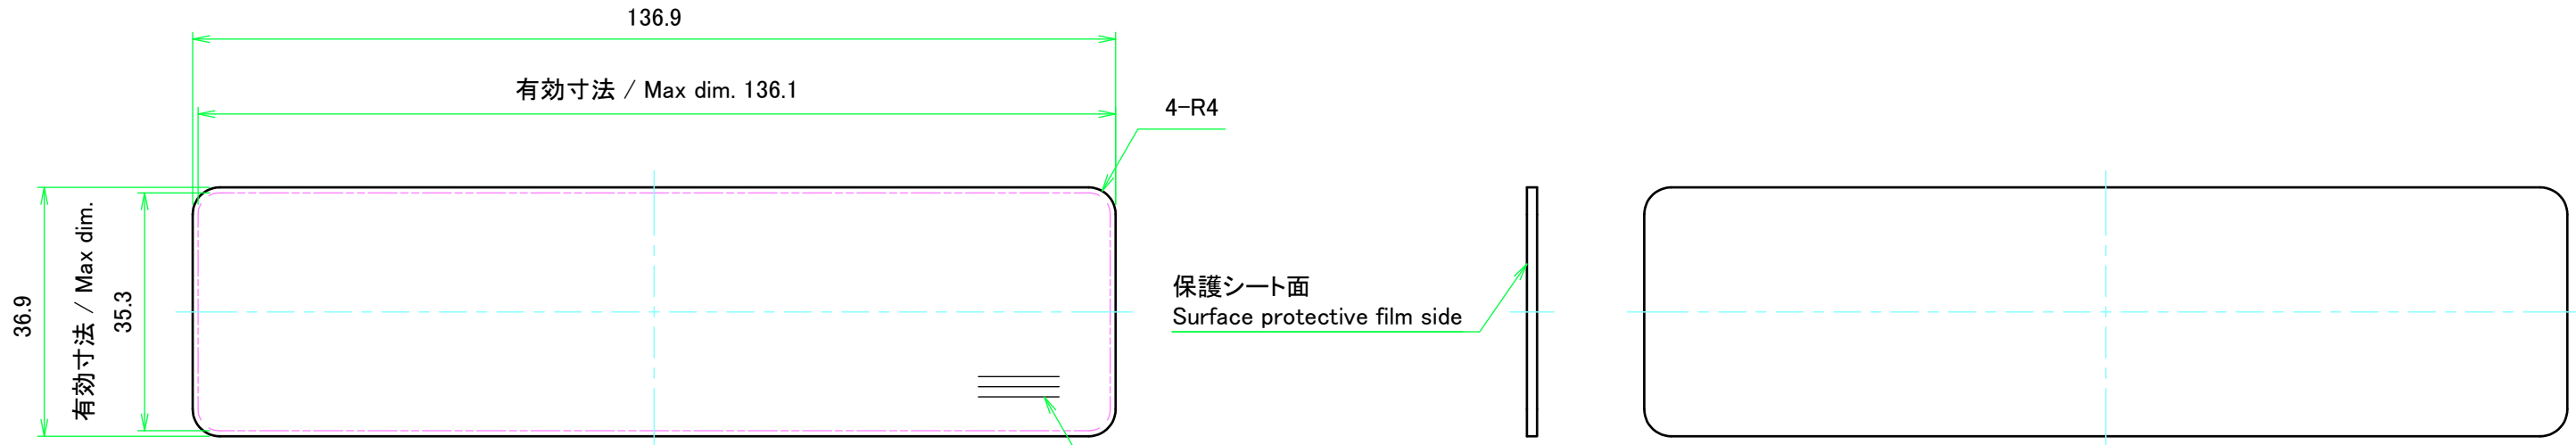 136.9
有効寸法 / Max dim. 136.1
4-R4
36.9
有効寸法 / Max dim.
35.3
保護シート面
Surface protective film side